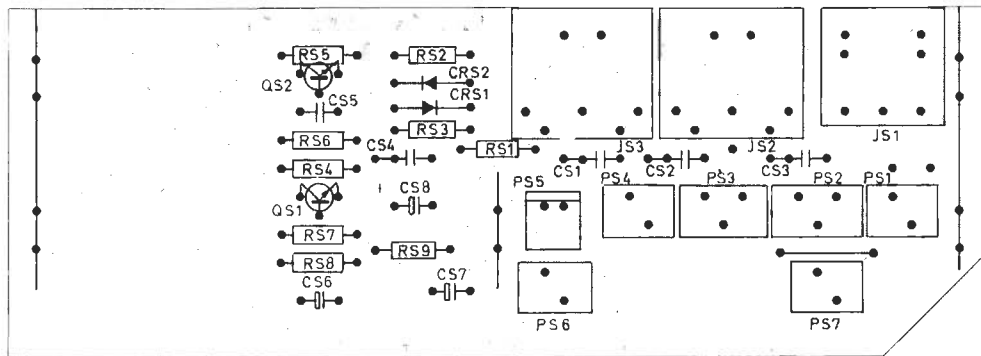 RS5
RS2
QS2
CRS2
CS5
CRS1
RS6
RS3
CS4
RS1
JS3
JS2
JS1
RS4
CS8
CS1
CS2
CS3
PS5
PS4
PS3
PS2
PS1
QS1
RS7
RS9
RS8
CS6
CS7
PS6
PS7